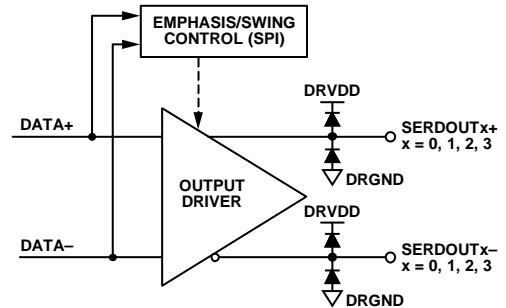 EMPHASIS/SWING
CONTROL (SPI)
DRVDD
DATA+
SERDOUTx+
x = 0, 1, 2, 3
OUTPUT
DRIVER
DRGND
DRVDD
DATA–
SERDOUTx–
x = 0, 1, 2, 3
DRGND